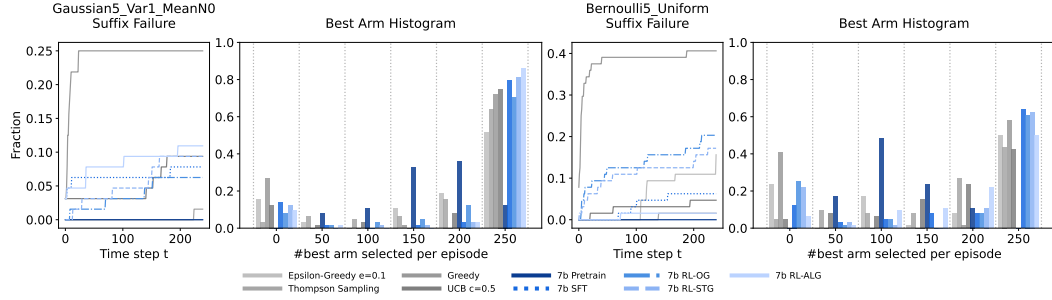 Gaussian5_Var1_MeanN0
Suffix Failure
Best Arm Histogram
Bernoulli5_Uniform
Suffix Failure
Best Arm Histogram
Fraction
0.25
0.20
0.15
0.10
0.05
0.00
0 100 200
Time step t
1.0
0.8
0.6
0.4
0.2
0.0
0 50 100 150 200 250
#best arm selected per episode
0.4
0.3
0.2
0.1
0.0
0 100 200
Time step t
1.0
0.8
0.6
0.4
0.2
0.0
0 50 100 150 200 250
#best arm selected per episode
Epsilon-Greedy e=0.1 Greedy 7b Pretrain 7b RL-OG 7b RL-ALG
Thompson Sampling UCB c=0.5 7b SFT 7b RL-STG